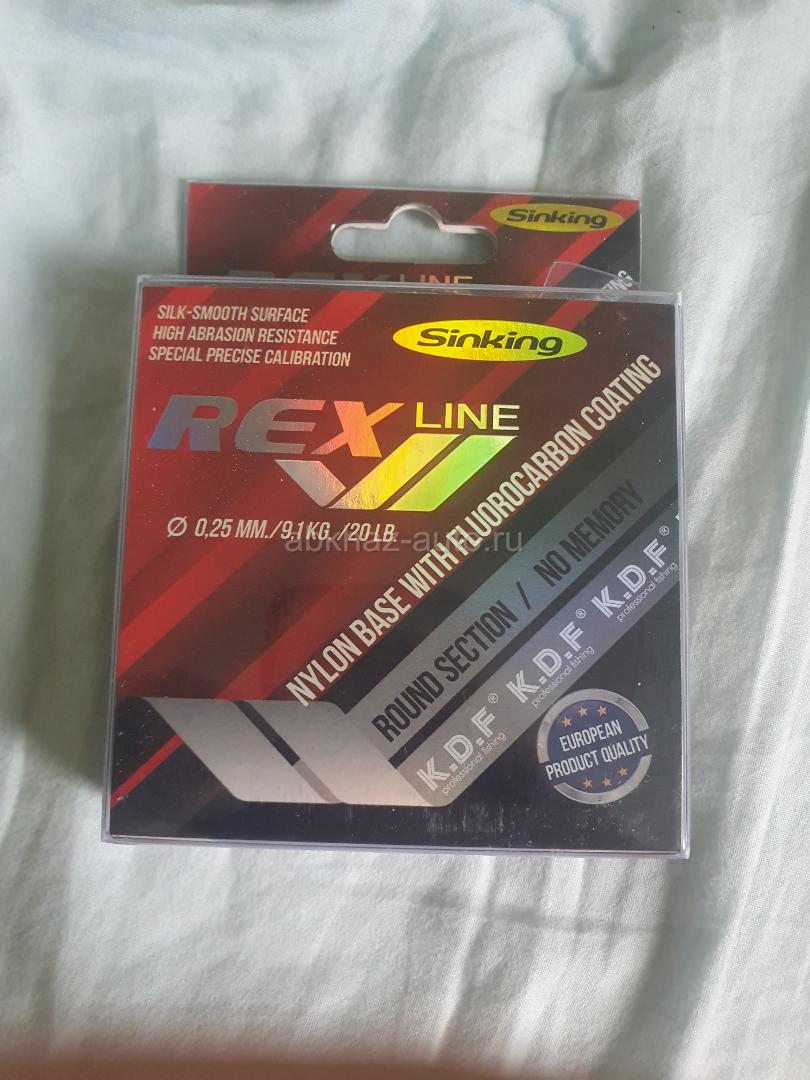 Sinking
LINE
SILK-SMOOTH SURFACE
HIGH ABRASION RESISTANCE
SPECIAL PRECISE CALIBRATION
Sinking
REX LINE
Ø 0,25 MM./9,1 KG. /20 LB.
abkhaz-auto.ru
NYLON BASE WITH FLUOROCARBON COATING
ROUND SECTION / NO MEMORY
K.D.F® K.D.F® K.D.F®
professional fishing professional fishing professional fishing
EUROPEAN
PRODUCT QUALITY